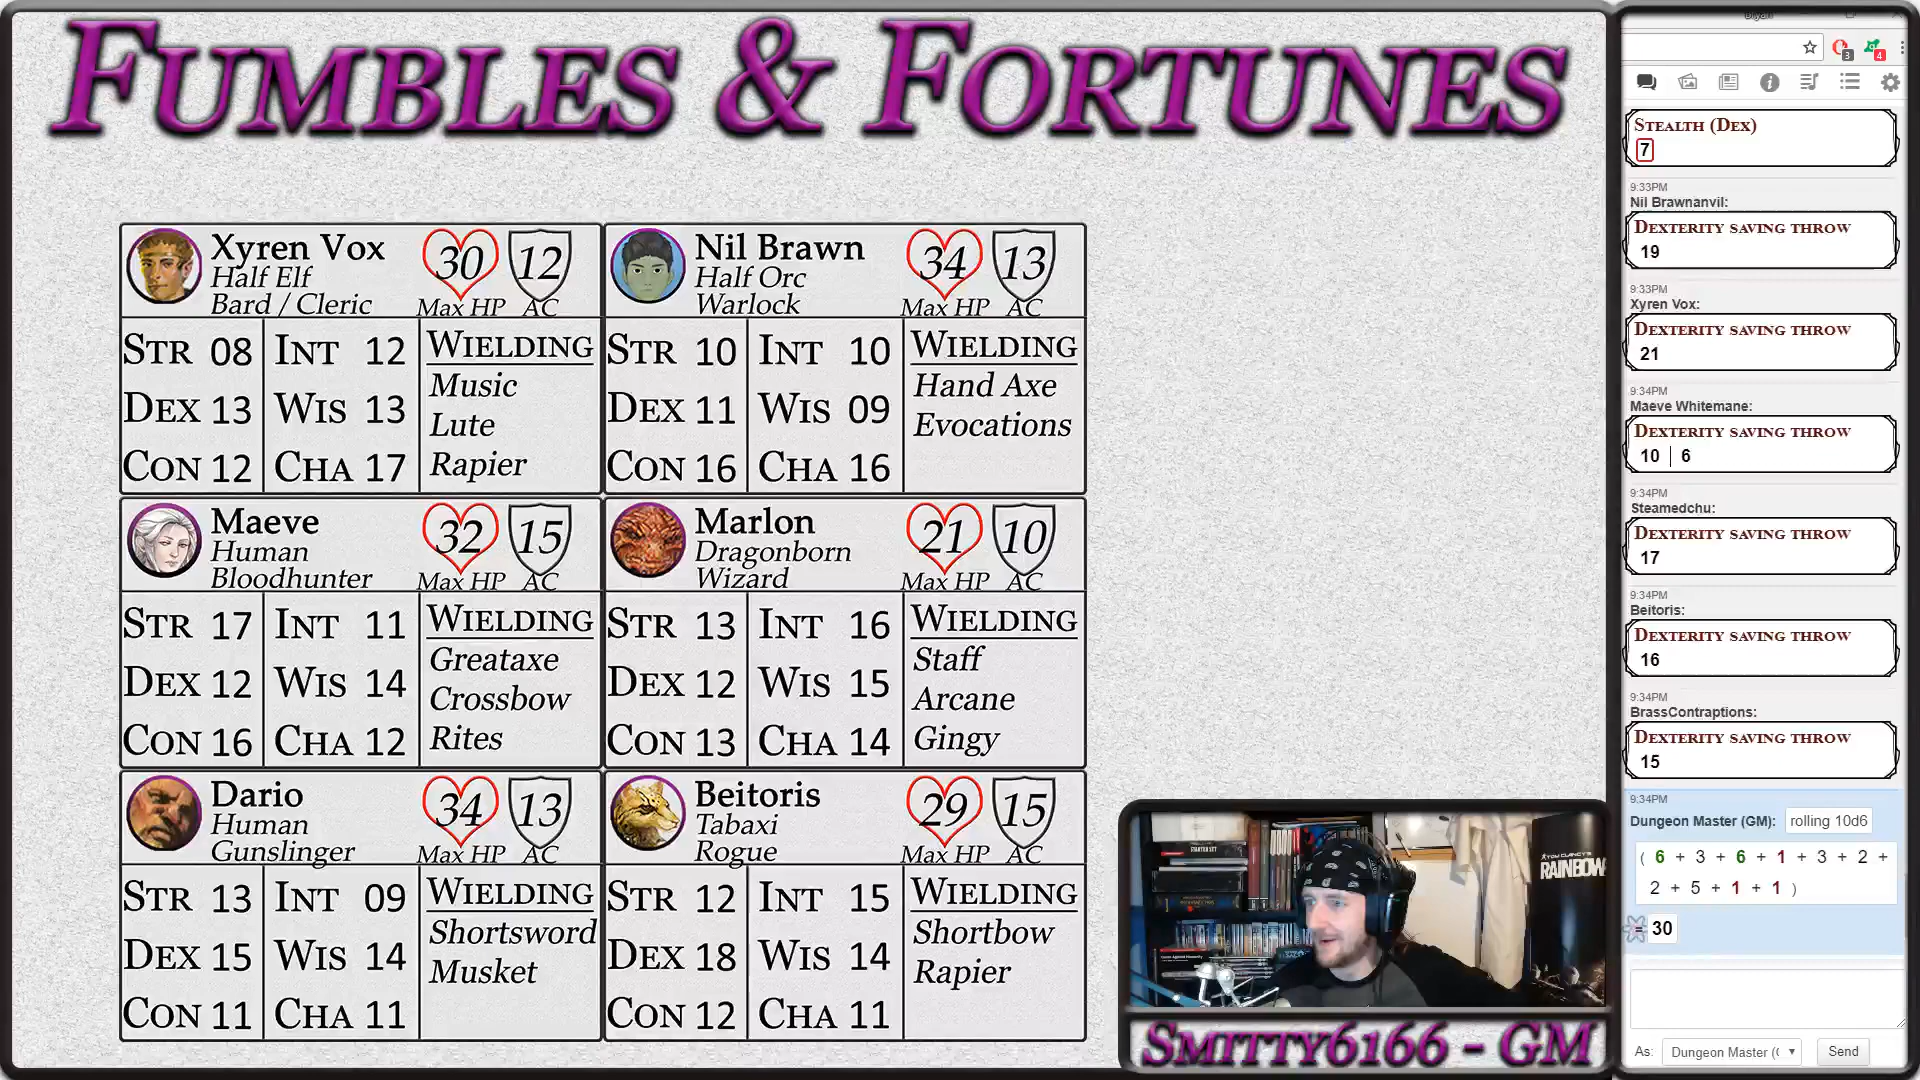 FUMBLES & FORTUNES
Xyren Vox
Half Elf
Bard / Cleric
30
Max HP
12
AC
STR 08
INT 12
DEX 13
WIS 13
CON 12
CHA 17
WIELDING
Music
Lute
Rapier
Nil Brawn
Half Orc
Warlock
34
Max HP
13
AC
STR 10
INT 10
DEX 11
WIS 09
CON 16
CHA 16
WIELDING
Hand Axe
Evocations
Maeve
Human
Bloodhunter
32
Max HP
15
AC
STR 17
INT 11
DEX 12
WIS 14
CON 16
CHA 12
WIELDING
Greataxe
Crossbow
Rites
Marlon
Dragonborn
Wizard
21
Max HP
10
AC
STR 13
INT 16
DEX 12
WIS 15
CON 13
CHA 14
WIELDING
Staff
Arcane
Gingy
Dario
Human
Gunslinger
34
Max HP
13
AC
STR 13
INT 09
DEX 15
WIS 14
CON 11
CHA 11
WIELDING
Shortsword
Musket
Beitoris
Tabaxi
Rogue
29
Max HP
15
AC
STR 12
INT 15
DEX 18
WIS 14
CON 12
CHA 11
WIELDING
Shortbow
Rapier
STARTER SET
TOM CLANCY'S
RAINBOW
SMITTY6166 - GM
3
4
STEALTH (DEX)
7
9:33PM
Nil Brawnanvil:
DEXTERITY SAVING THROW
19
9:33PM
Xyren Vox:
DEXTERITY SAVING THROW
21
9:34PM
Maeve Whitemane:
DEXTERITY SAVING THROW
10 | 6
9:34PM
Steamedchu:
DEXTERITY SAVING THROW
17
9:34PM
Beitoris:
DEXTERITY SAVING THROW
16
9:34PM
BrassContraptions:
DEXTERITY SAVING THROW
15
9:34PM
Dungeon Master (GM): rolling 10d6
( 6 + 3 + 6 + 1 + 3 + 2 +
2 + 5 + 1 + 1 )
= 30
As: Dungeon Master (
Send